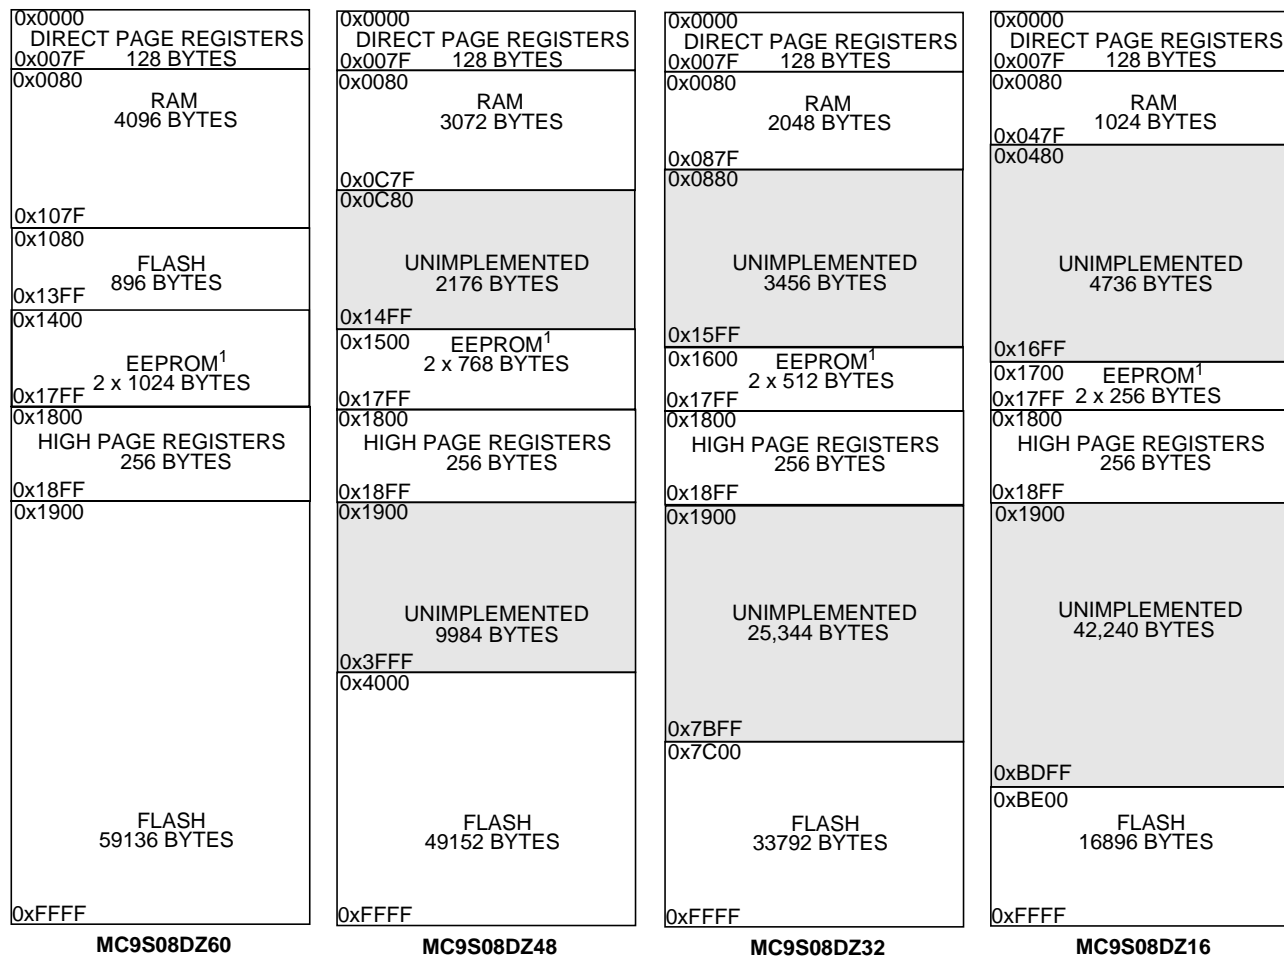 0x0000
DIRECT PAGE REGISTERS
0x007F 128 BYTES
0x0080
RAM
4096 BYTES
0x107F
0x1080
FLASH
896 BYTES
0x13FF
0x1400
EEPROM1
2 x 1024 BYTES
0x17FF
0x1800
HIGH PAGE REGISTERS
256 BYTES
0x18FF
0x1900
FLASH
59136 BYTES
0xFFFF
MC9S08DZ60
0x0000
DIRECT PAGE REGISTERS
0x007F 128 BYTES
0x0080
RAM
3072 BYTES
0x0C7F
0x0C80
UNIMPLEMENTED
2176 BYTES
0x14FF
0x1500 EEPROM1
2 x 768 BYTES
0x17FF
0x1800
HIGH PAGE REGISTERS
256 BYTES
0x18FF
0x1900
UNIMPLEMENTED
9984 BYTES
0x3FFF
0x4000
FLASH
49152 BYTES
0xFFFF
MC9S08DZ48
0x0000
DIRECT PAGE REGISTERS
0x007F 128 BYTES
0x0080
RAM
2048 BYTES
0x087F
0x0880
UNIMPLEMENTED
3456 BYTES
0x15FF
0x1600 EEPROM1
2 x 512 BYTES
0x17FF
0x1800
HIGH PAGE REGISTERS
256 BYTES
0x18FF
0x1900
UNIMPLEMENTED
25,344 BYTES
0x7BFF
0x7C00
FLASH
33792 BYTES
0xFFFF
MC9S08DZ32
0x0000
DIRECT PAGE REGISTERS
0x007F 128 BYTES
0x0080
RAM
1024 BYTES
0x047F
0x0480
UNIMPLEMENTED
4736 BYTES
0x16FF
0x1700 EEPROM1
0x17FF 2 x 256 BYTES
0x1800
HIGH PAGE REGISTERS
256 BYTES
0x18FF
0x1900
UNIMPLEMENTED
42,240 BYTES
0xBDFF
0xBE00
FLASH
16896 BYTES
0xFFFF
MC9S08DZ16